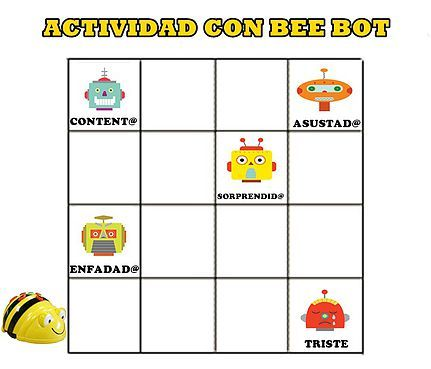 ACTIVIDAD CON BEE BOT
CONTENT@
ASUSTAD@
SORPRENDID@
ENFADAD@
TRISTE